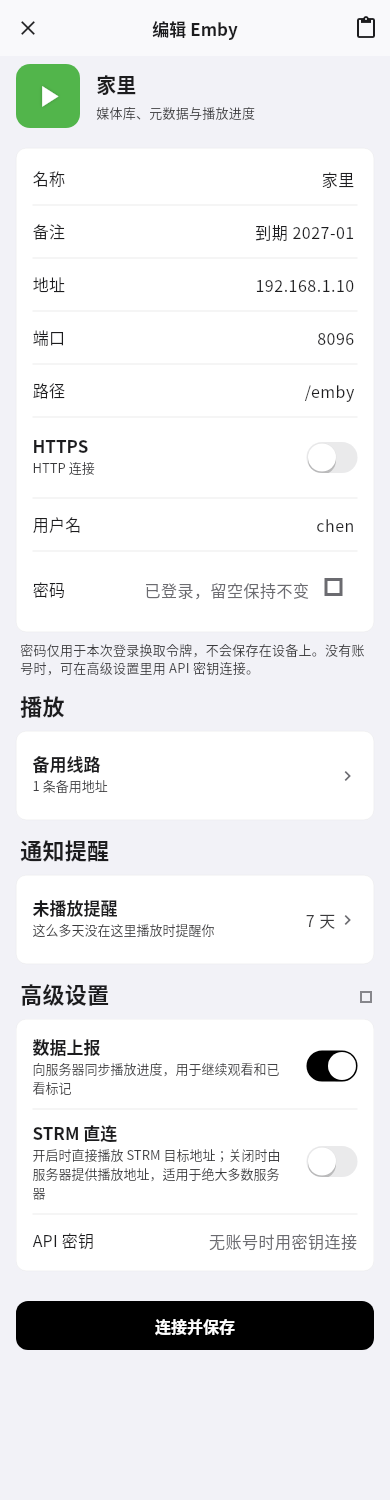 编辑 Emby
家里
媒体库、元数据与播放进度
名称 家里
备注 到期 2027-01
地址 192.168.1.10
端口 8096
路径 /emby
HTTPS
HTTP 连接
用户名 chen
密码 已登录，留空保持不变
密码仅用于本次登录换取令牌，不会保存在设备上。没有账
号时，可在高级设置里用 API 密钥连接。
播放
备用线路
1 条备用地址
通知提醒
未播放提醒
这么多天没在这里播放时提醒你
7 天
高级设置
数据上报
向服务器同步播放进度，用于继续观看和已
看标记
STRM 直连
开启时直接播放 STRM 目标地址；关闭时由
服务器提供播放地址，适用于绝大多数服务
器
API 密钥 无账号时用密钥连接
连接并保存